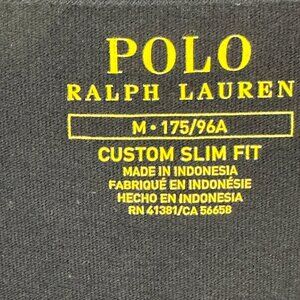 POLO
RALPH LAUREN
M • 175/96A
CUSTOM SLIM FIT
MADE IN INDONESIA
FABRIQUÉ EN INDONÉSIE
HECHO EN INDONESIA
RN 41381/CA 56658